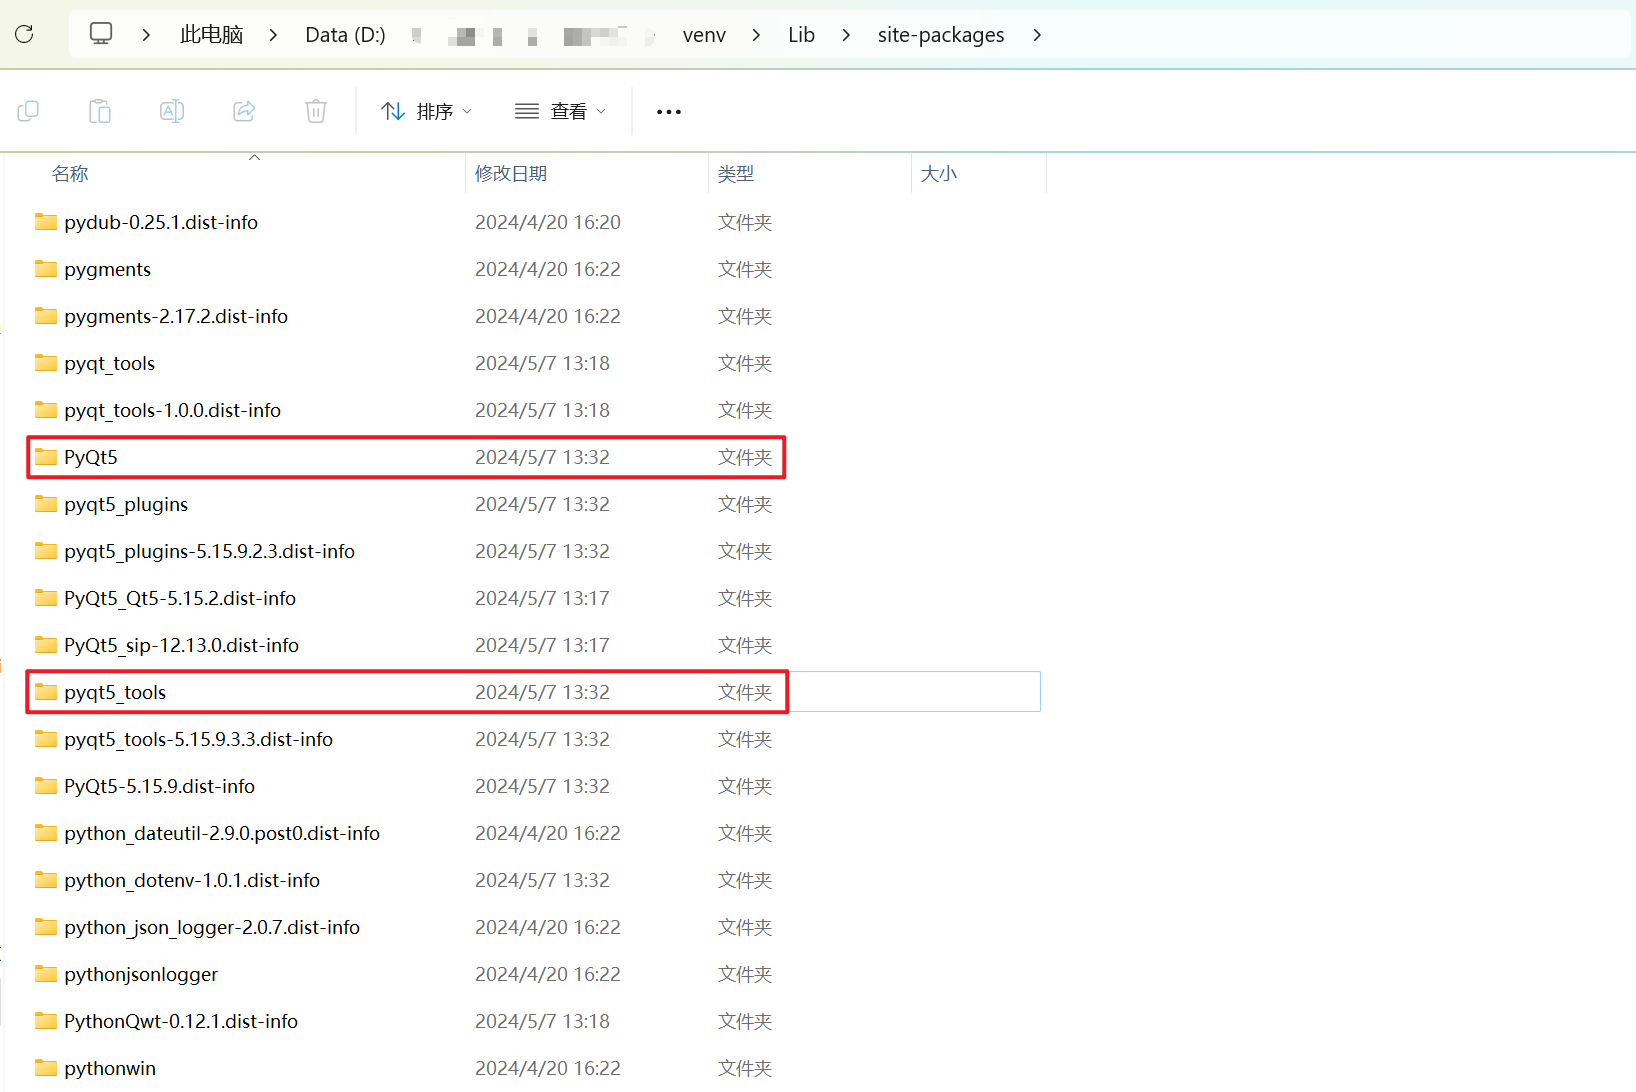 此电脑 > Data (D:) > venv > Lib > site-packages >
排序 查看 ···
名称 修改日期 类型 大小
pydub-0.25.1.dist-info 2024/4/20 16:20 文件夹
pygments 2024/4/20 16:22 文件夹
pygments-2.17.2.dist-info 2024/4/20 16:22 文件夹
pyqt_tools 2024/5/7 13:18 文件夹
pyqt_tools-1.0.0.dist-info 2024/5/7 13:18 文件夹
PyQt5 2024/5/7 13:32 文件夹
pyqt5_plugins 2024/5/7 13:32 文件夹
pyqt5_plugins-5.15.9.2.3.dist-info 2024/5/7 13:32 文件夹
PyQt5_Qt5-5.15.2.dist-info 2024/5/7 13:17 文件夹
PyQt5_sip-12.13.0.dist-info 2024/5/7 13:17 文件夹
pyqt5_tools 2024/5/7 13:32 文件夹
pyqt5_tools-5.15.9.3.3.dist-info 2024/5/7 13:32 文件夹
PyQt5-5.15.9.dist-info 2024/5/7 13:32 文件夹
python_dateutil-2.9.0.post0.dist-info 2024/4/20 16:22 文件夹
python_dotenv-1.0.1.dist-info 2024/5/7 13:32 文件夹
python_json_logger-2.0.7.dist-info 2024/4/20 16:22 文件夹
pythonjsonlogger 2024/4/20 16:22 文件夹
PythonQwt-0.12.1.dist-info 2024/5/7 13:18 文件夹
pythonwin 2024/4/20 16:22 文件夹